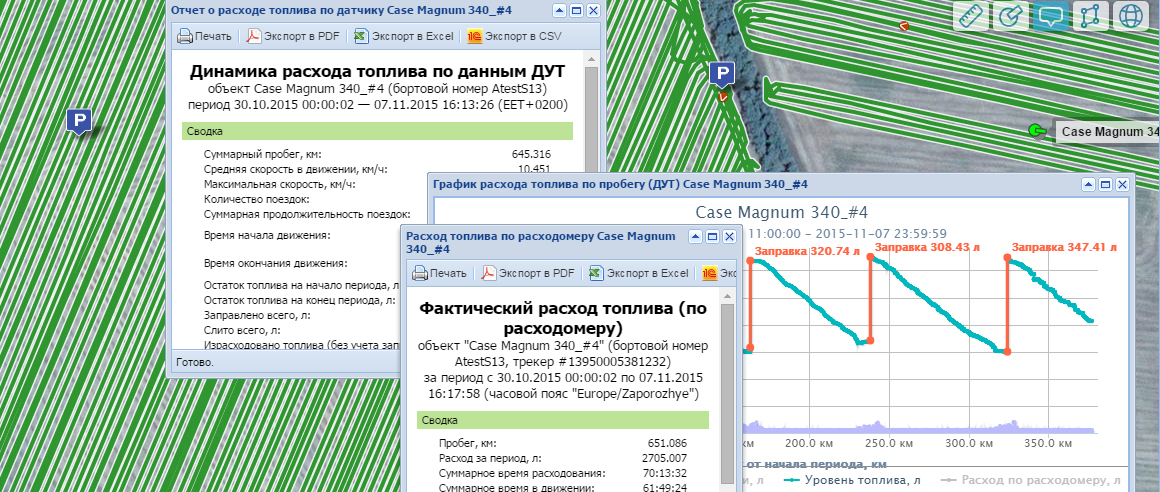 Отчет о расходе топлива по датчику Case Magnum 340_#4
Печать
Экспорт в PDF
Экспорт в Excel
Экспорт в CSV
Динамика расхода топлива по данным ДУТ
объект Case Magnum 340_#4 (бортовой номер AtestS13)
период 30.10.2015 00:00:02 — 07.11.2015 16:13:26 (EET+0200)
Сводка
Суммарный пробег, км: 645.316
Средняя скорость в движении, км/ч: 10.451
Максимальная скорость, км/ч:
Количество поездок:
Суммарная продолжительность поездок:
Время начала движения:
Время окончания движения:
Остаток топлива на начало периода, л
Остаток топлива на конец периода, л:
Заправлено всего, л:
Слито всего, л:
Израсходовано топлива (без учета зап
Готово.
P
P
Case Magnum 34
График расхода топлива по пробегу (ДУТ) Case Magnum 340_#4
Case Magnum 340_#4
11:00:00 - 2015-11-07 23:59:59
Заправка 320.74 л
Заправка 308.43 л
Заправка 347.41 л
км
200.0 км
250.0 км
300.0 км
350.0 км
от начала периода, км
и, л
Уровень топлива, л
Расход по расходомеру, л
Расход топлива по расходомеру Case Magnum
340_#4
Печать
Экспорт в PDF
Экспорт в Excel
Экс
Фактический расход топлива (по
расходомеру)
объект "Case Magnum 340_#4" (бортовой номер
AtestS13, трекер #13950005381232)
за период с 30.10.2015 00:00:02 по 07.11.2015
16:17:58 (часовой пояс "Europe/Zaporozhye")
Сводка
Пробег, км: 651.086
Расход за период, л: 2705.007
Суммарное время расходования: 70:13:32
Суммарное время в движении: 61:49:24